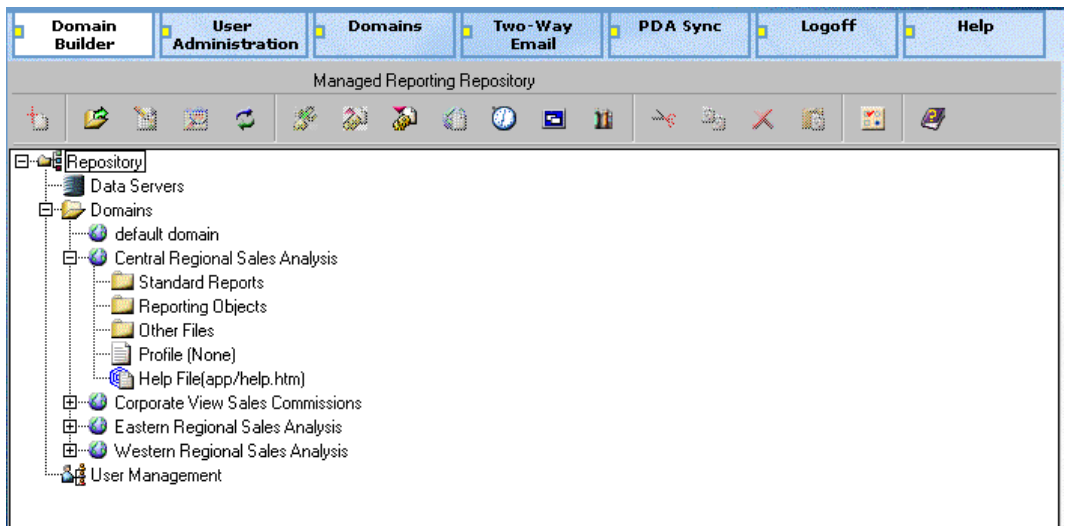 Domain Builder
User Administration
Domains
Two-Way Email
PDA Sync
Logoff
Help
Managed Reporting Repository
Repository
Data Servers
Domains
default domain
Central Regional Sales Analysis
Standard Reports
Reporting Objects
Other Files
Profile (None)
Help File(app/help.htm)
Corporate View Sales Commissions
Eastern Regional Sales Analysis
Western Regional Sales Analysis
User Management